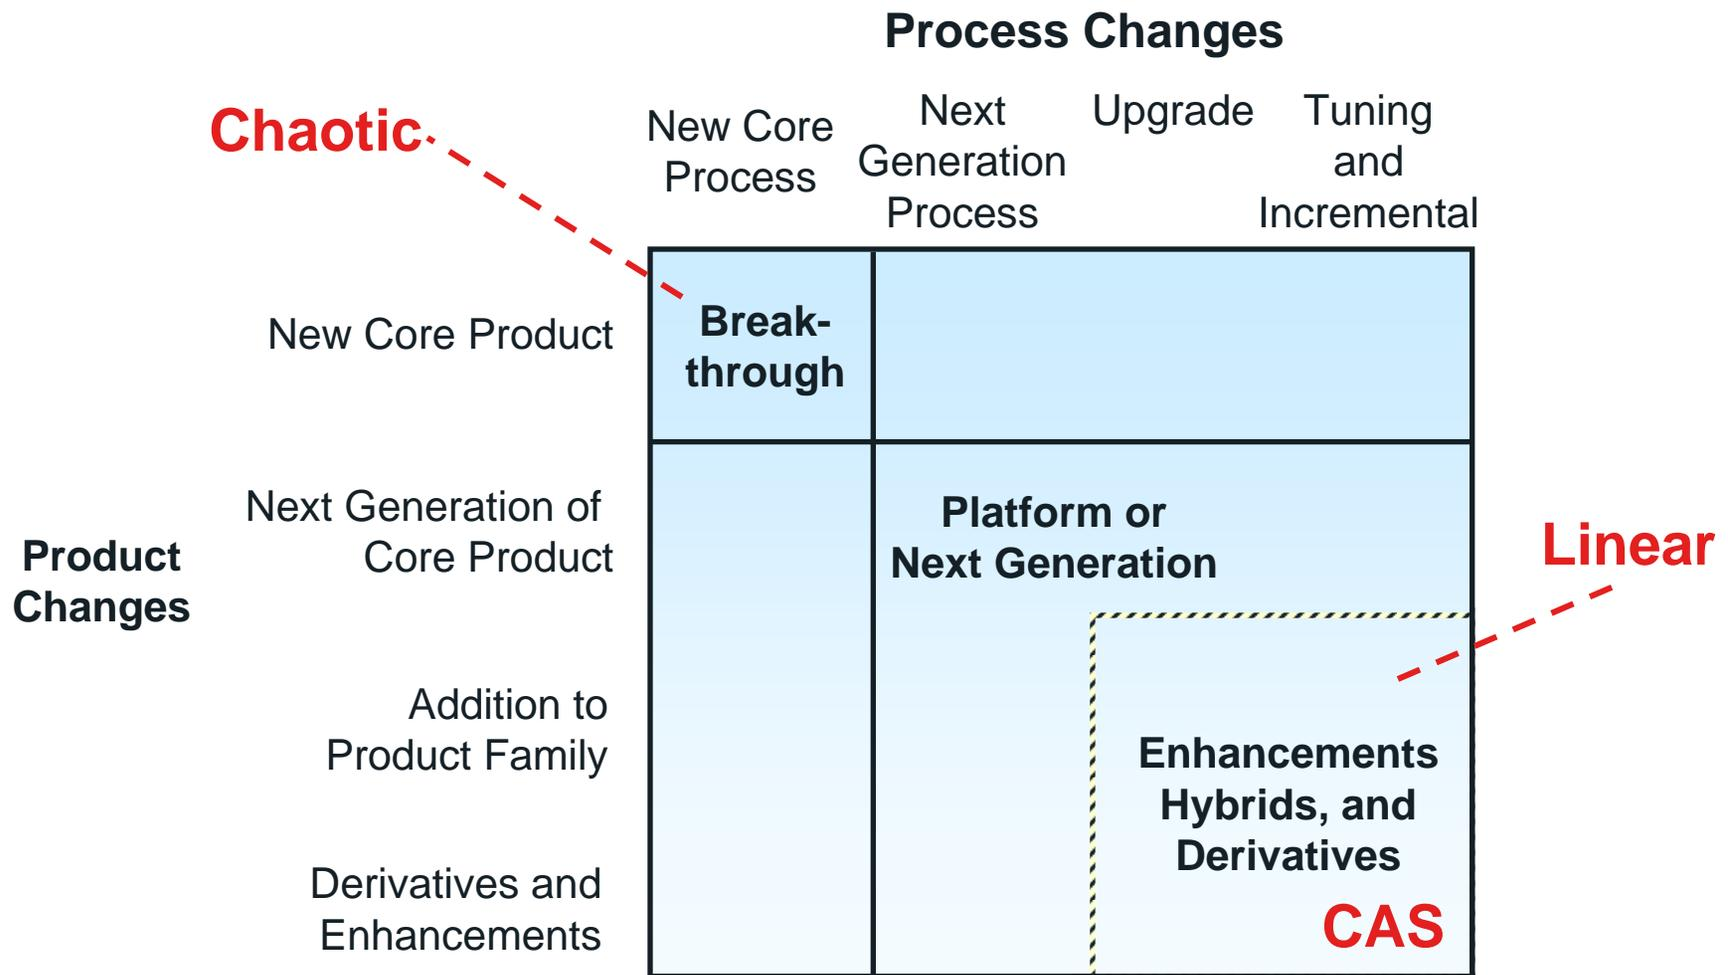 Process Changes
Chaotic
New Core
Process
Next
Generation
Process
Upgrade
Tuning
and
Incremental
New Core Product
Break-
through
Product
Changes
Next Generation of
Core Product
Platform or
Next Generation
Linear
Addition to
Product Family
Enhancements
Hybrids, and
Derivatives
Derivatives and
Enhancements
CAS